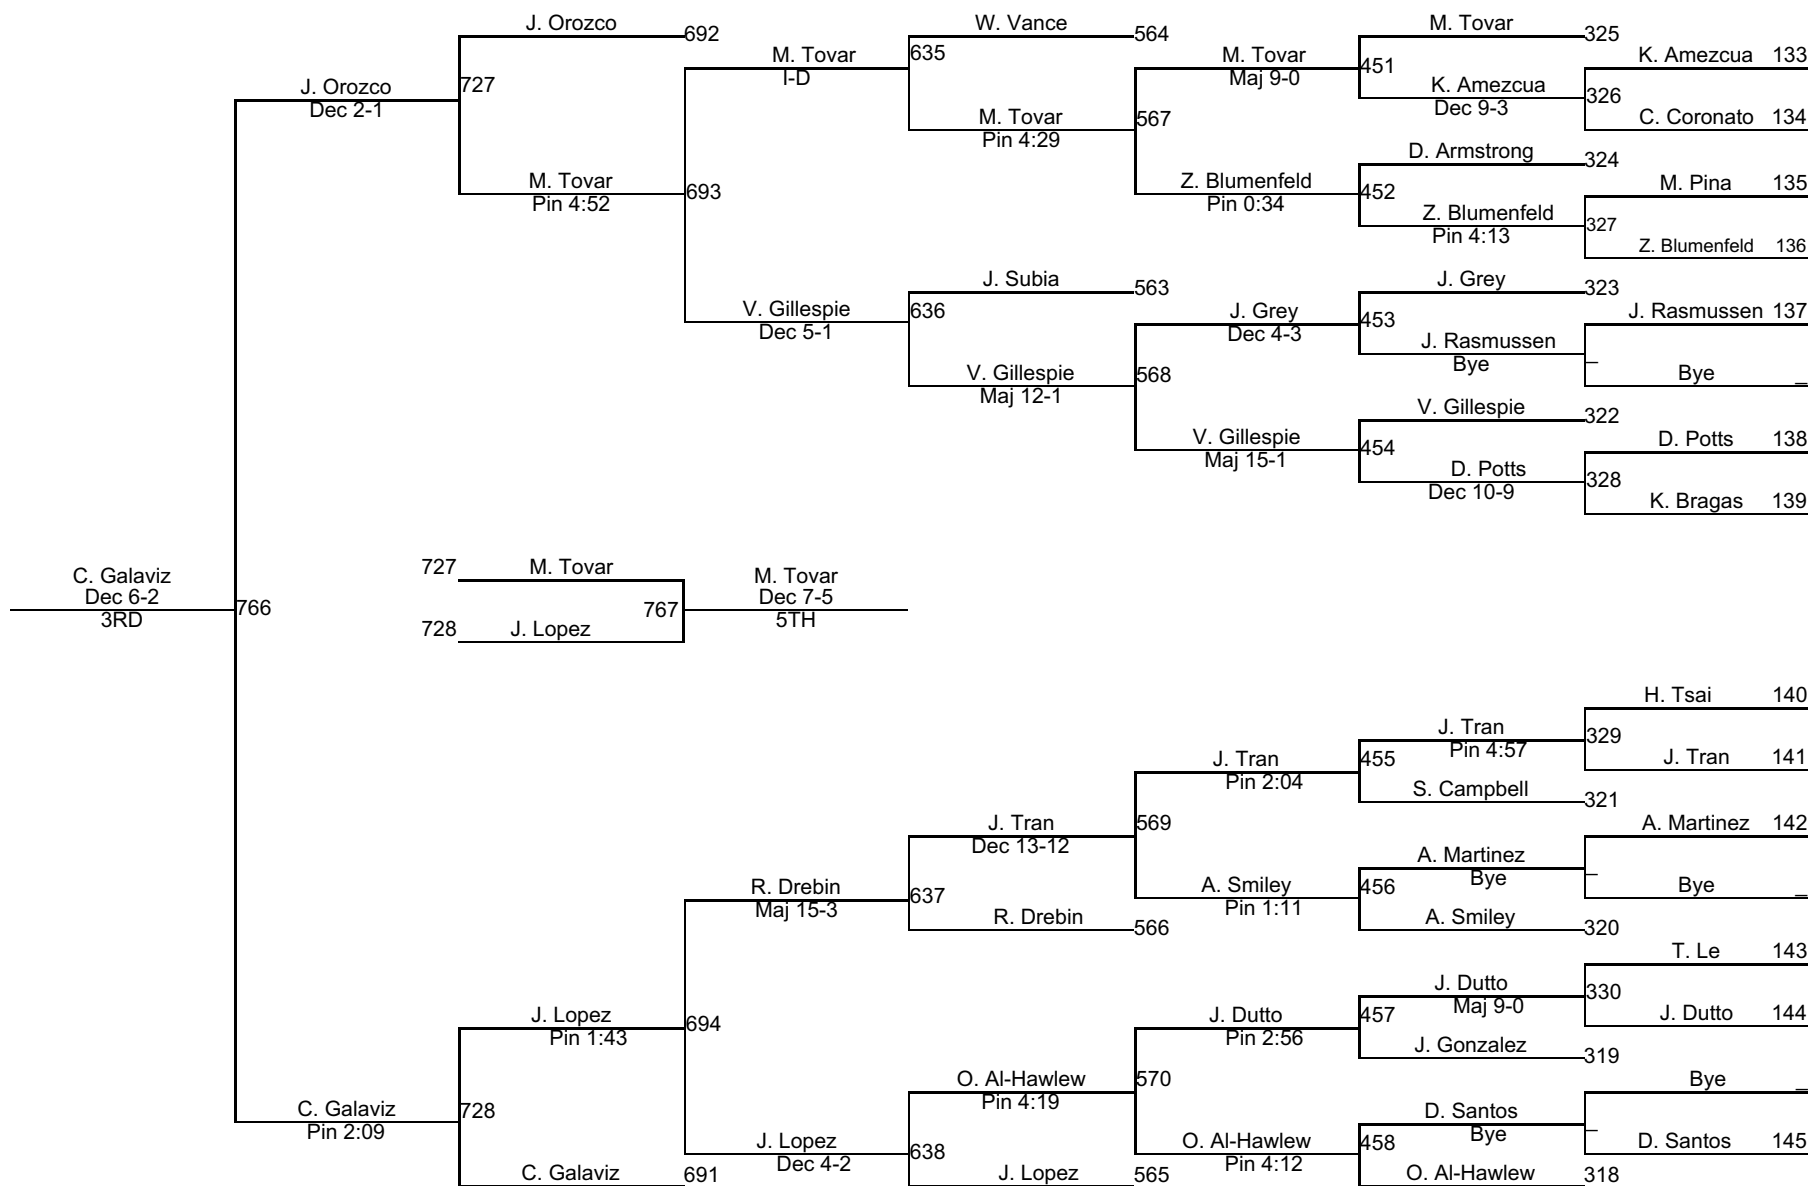 J. Orozco 692
W. Vance 564
M. Tovar 325
M. Tovar 635
I-D
M. Tovar 451
Maj 9-0
K. Amezcua 133
J. Orozco 727
Dec 2-1
K. Amezcua 326
Dec 9-3
M. Tovar 567
Pin 4:29
C. Coronato 134
D. Armstrong 324
M. Tovar 693
Pin 4:52
Z. Blumenfeld 452
Pin 0:34
M. Pina 135
Z. Blumenfeld 327
Pin 4:13
Z. Blumenfeld 136
J. Subia 563
J. Grey 323
V. Gillespie 636
Dec 5-1
J. Grey 453
Dec 4-3
J. Rasmussen 137
J. Rasmussen _
Bye
V. Gillespie 568
Maj 12-1
Bye _
V. Gillespie 322
V. Gillespie 454
Maj 15-1
D. Potts 138
D. Potts 328
Dec 10-9
K. Bragas 139
C. Galaviz
Dec 6-2
3RD
766
727 M. Tovar
728 J. Lopez
767
M. Tovar
Dec 7-5
5TH
H. Tsai 140
J. Tran 329
Pin 4:57
J. Tran 455
Pin 2:04
J. Tran 141
S. Campbell 321
J. Tran 569
Dec 13-12
A. Martinez 142
A. Martinez _
Bye
R. Drebin 637
Maj 15-3
A. Smiley 456
Pin 1:11
Bye _
R. Drebin 566
A. Smiley 320
T. Le 143
J. Dutto 330
Maj 9-0
J. Lopez 694
Pin 1:43
J. Dutto 457
Pin 2:56
J. Dutto 144
J. Gonzalez 319
O. Al-Hawlew 570
Pin 4:19
Bye _
C. Galaviz 728
Pin 2:09
D. Santos _
Bye
J. Lopez 638
Dec 4-2
O. Al-Hawlew 458
Pin 4:12
D. Santos 145
C. Galaviz 691
J. Lopez 565
O. Al-Hawlew 318